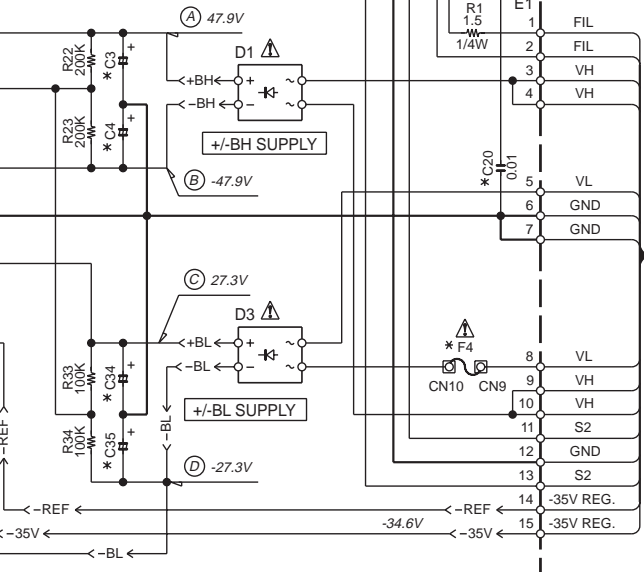 A 47.9V
R1
1.5
1/4W
E1
1 FIL
2 FIL
3 VH
4 VH
R22
200K
* C3
+
D1
+BH + ~
-BH - ~
R23
200K
* C4
+
+/-BH SUPPLY
B -47.9V
* C20
0.01
5 VL
6 GND
7 GND
C 27.3V
D3
+BL + ~
-BL - ~
* F4
CN10 CN9
8 VL
9 VH
10 VH
11 S2
12 GND
13 S2
14 -35V REG.
15 -35V REG.
R33
100K
* C34
+
+/-BL SUPPLY
R34
100K
* C35
+
-BL
D -27.3V
-REF
-REF
-REF
-35V
-34.6V
-35V
-BL